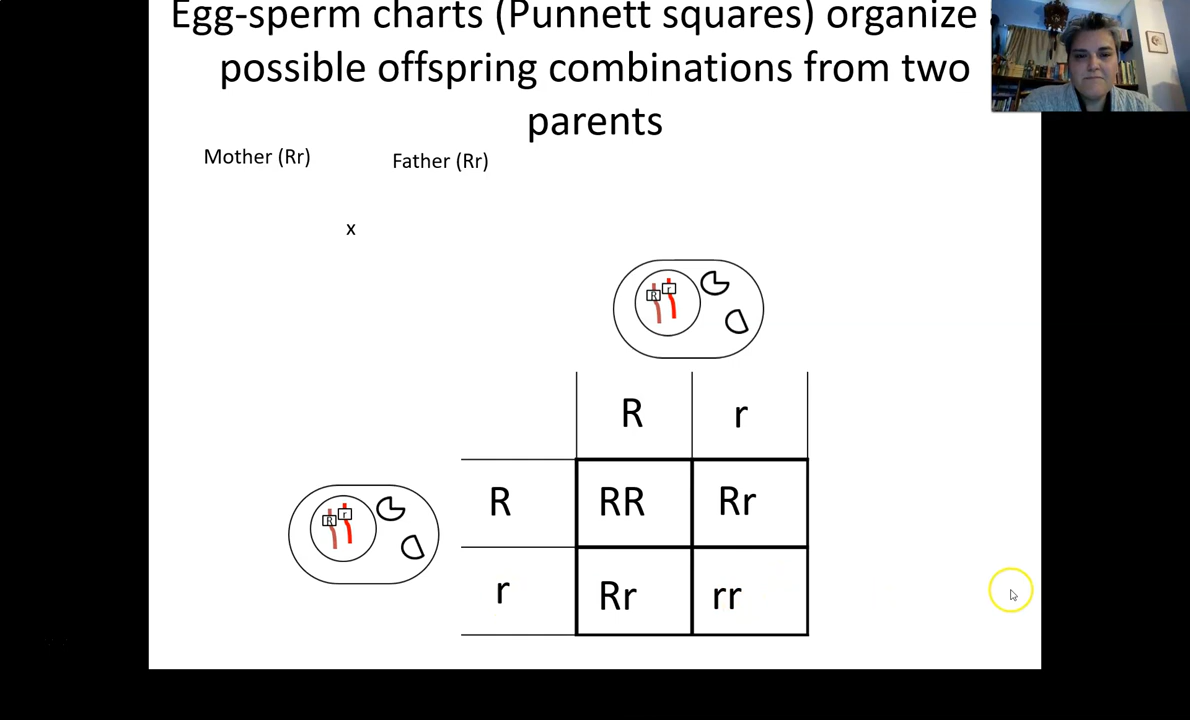 Egg-sperm charts (Punnett squares) organize
possible offspring combinations from two
parents
Mother (Rr)
Father (Rr)
x
R r
R r
R RR Rr
R r
r Rr rr